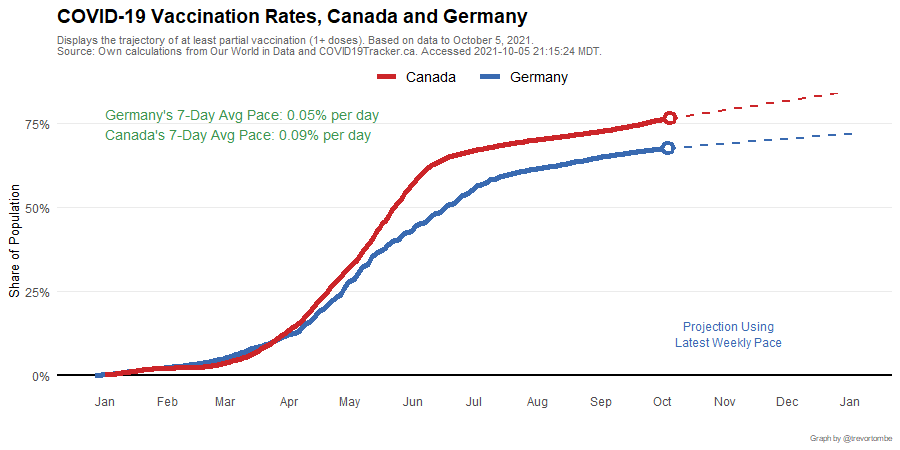 COVID-19 Vaccination Rates, Canada and Germany
Displays the trajectory of at least partial vaccination (1+ doses). Based on data to October 5, 2021.
Source: Own calculations from Our World in Data and COVID19Tracker.ca. Accessed 2021-10-05 21:15:24 MDT.
Canada Germany
Germany's 7-Day Avg Pace: 0.05% per day
Canada's 7-Day Avg Pace: 0.09% per day
75%
50%
25%
0%
Share of Population
Projection Using
Latest Weekly Pace
Jan Feb Mar Apr May Jun Jul Aug Sep Oct Nov Dec Jan
Graph by @trevortombe